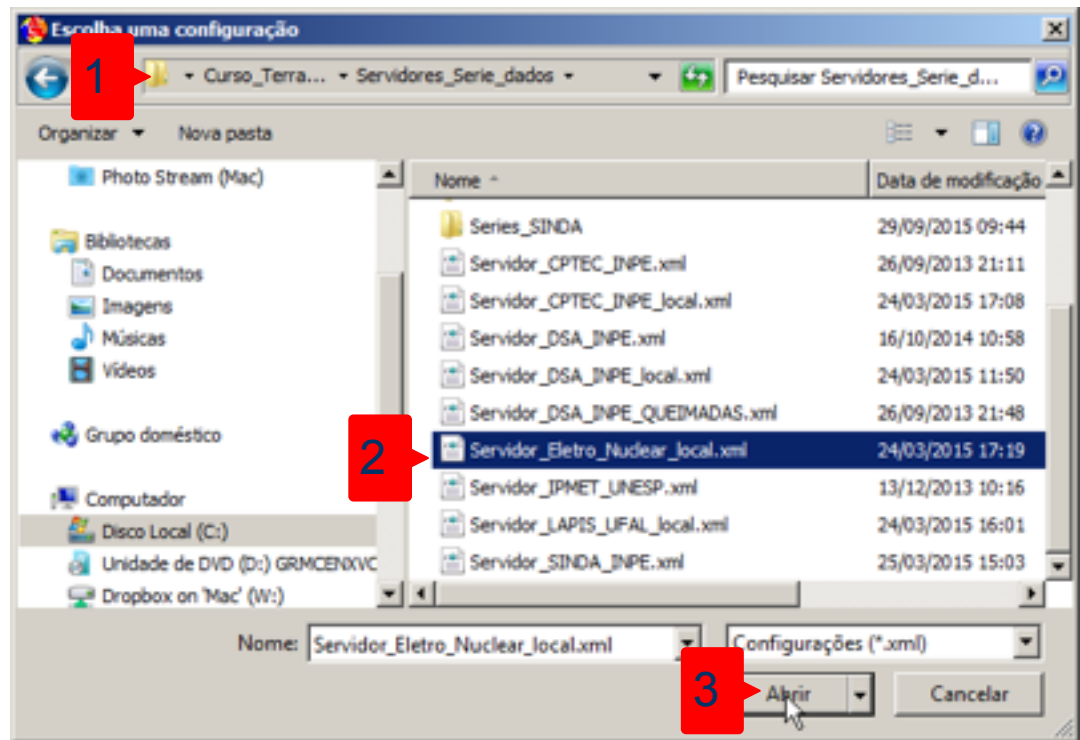 Escolha uma configuração
1
Curso_Terra... Servidores_Serie_dados
Pesquisar Servidores_Serie_d...
Organizar Nova pasta
Photo Stream (Mac)
Bibliotecas
Documentos
Imagens
Músicas
Vídeos
Grupo doméstico
Computador
Disco Local (C:)
Unidade de DVD (D:) GRMCENXVC
Dropbox on 'Mac' (W:)
Nome Data de modificação
Series_SINDA 29/09/2015 09:44
Servidor_CPTEC_INPE.xml 26/09/2013 21:11
Servidor_CPTEC_INPE_local.xml 24/03/2015 17:08
Servidor_DSA_INPE.xml 16/10/2014 10:58
Servidor_DSA_INPE_local.xml 24/03/2015 11:50
Servidor_DSA_INPE_QUEIMADAS.xml 26/09/2013 21:48
2
Servidor_Eletro_Nuclear_local.xml 24/03/2015 17:19
Servidor_IPMET_UNESP.xml 13/12/2013 10:16
Servidor_LAPIS_UFAL_local.xml 24/03/2015 16:01
Servidor_SINDA_INPE.xml 25/03/2015 15:03
Nome: Servidor_Eletro_Nuclear_local.xml
Configurações (*.xml)
3
Abrir
Cancelar